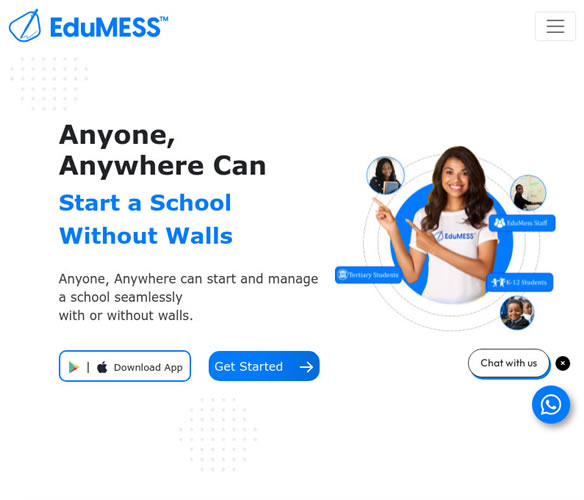 EduMESS™
Anyone,
Anywhere Can
Start a School
Without Walls
Anyone, Anywhere can start and manage
a school seamlessly
with or without walls.
| Download App
Get Started
EduMess Staff
EduMESS™
Tertiary Students
K-12 Students
Chat with us